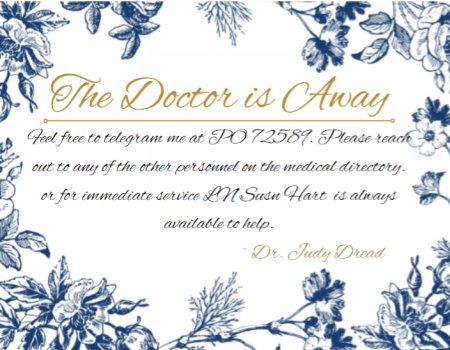 The Doctor is Away
Feel free to telegram me at PO 72589. Please reach
out to any of the other personnel on the medical directory.
or for immediate service LN Susn Hart is always
available to help.
~ Dr. Judy Dread